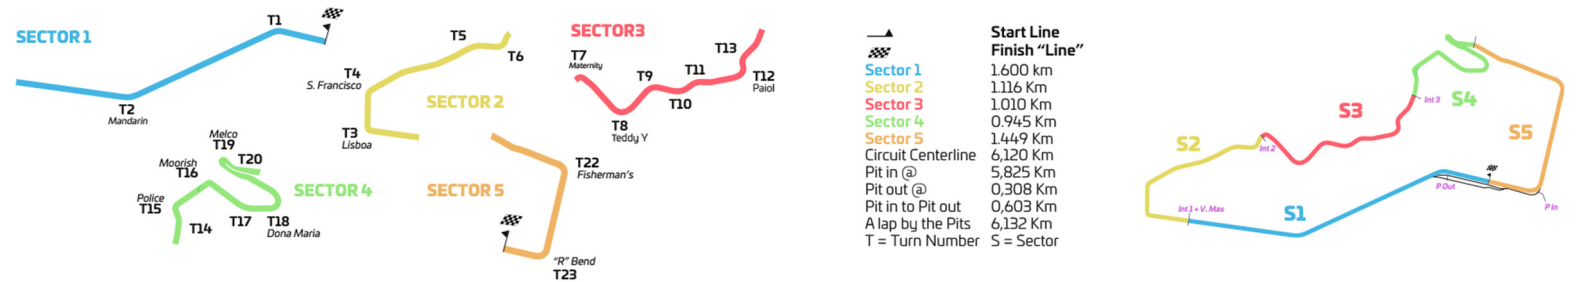 SECTOR 1
T1
T2
Mandarin
T5
T6
T4
S. Francisco
SECTOR 2
T3
Lisboa
SECTOR3
T7
Maternity
T13
T9
T11
T12
Paiol
T10
T8
Teddy Y
Melco
T19
T20
Moorish
T16
SECTOR 4
Police
T15
T14
T17
T18
Dona Maria
SECTOR 5
T22
Fisherman's
"R" Bend
T23
Start Line
Finish "Line"
Sector 1 1.600 km
Sector 2 1.116 Km
Sector 3 1.010 Km
Sector 4 0.945 Km
Sector 5 1.449 Km
Circuit Centerline 6,120 Km
Pit in @ 5,825 Km
Pit out @ 0,308 Km
Pit in to Pit out 0,603 Km
A lap by the Pits 6,132 Km
T = Turn Number S = Sector
S4
Int 3
S3
S5
S2
Int 2
P Out
P In
Int 1 + V. Max
S1